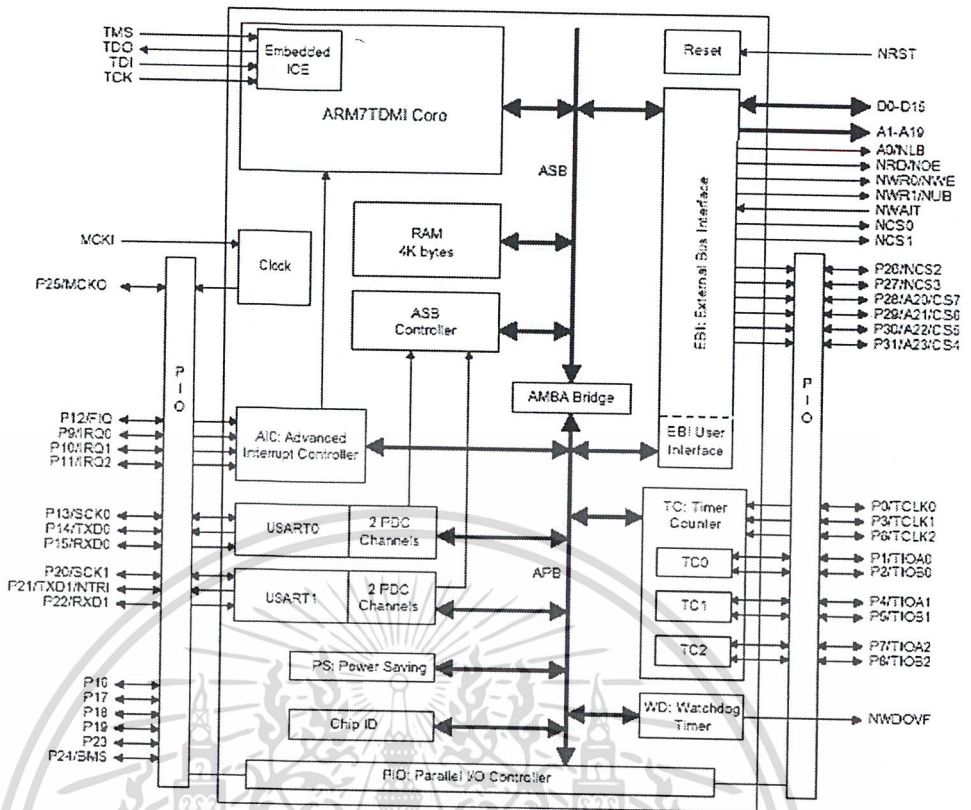 TMS
TDO
TDI
TCK
Embedded
ICE
ARM7TDMI Core
Reset
NRST
ASB
EBI: External Bus Interface
D0-D15
A1-A19
A0/NLB
NRD/NOE
NWR0/NWE
NWR1/NUB
NWAIT
NCS0
NCS1
MCKI
Clock
RAM
4K bytes
P25/MCKO
ASB
Controller
P26/NCS2
P27/NCS3
P28/A20/CS7
P29/A21/CS6
P30/A22/CS5
P31/A23/CS4
PIO
PIO
AMBA Bridge
P12/FIQ
P9/IRQ0
P10/IRQ1
P11/IRQ2
AIC: Advanced
Interrupt Controller
EBI User
Interface
P13/SCK0
P14/TXD0
P15/RXD0
USART0
2 PDC
Channels
TC: Timer
Counter
P0/TCLK0
P3/TCLK1
P6/TCLK2
P20/SCK1
P21/TXD1/NTRI
P22/RXD1
USART1
2 PDC
Channels
APB
TC0
P1/TIOA0
P2/TIOB0
TC1
P4/TIOA1
P5/TIOB1
TC2
P7/TIOA2
P8/TIOB2
PS: Power Saving
P16
P17
P18
P19
P23
P24/BMS
Chip ID
WD: Watchdog
Timer
NWDOVF
PIO: Parallel I/O Controller